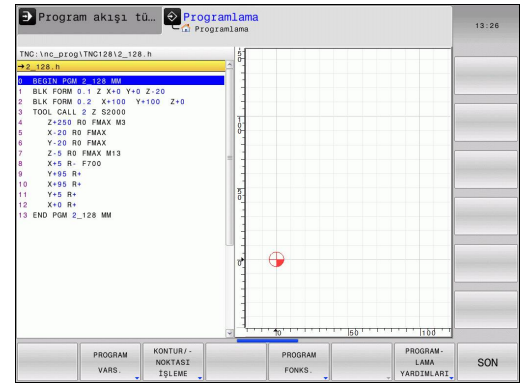 Program akışı tü...
Programlama
Programlama
13:26
TNC:\nc_prog\TNC128\2_128.h
→2_128.h
0 BEGIN PGM 2_128 MM
1 BLK FORM 0.1 Z X+0 Y+0 Z-20
2 BLK FORM 0.2 X+100 Y+100 Z+0
3 TOOL CALL 2 Z S2000
4 Z+250 R0 FMAX M3
5 X-20 R0 FMAX
6 Y-20 R0 FMAX
7 Z-5 R0 FMAX M13
8 X+5 R- F700
9 Y+95 R+
10 X+95 R+
11 Y+5 R+
12 X+0 R+
13 END PGM 2_128 MM
100
50
0
0
50
100
PROGRAM VARS.
KONTUR/- NOKTASI İŞLEME
PROGRAM FONKS.
PROGRAM- LAMA YARDIMLARI
SON